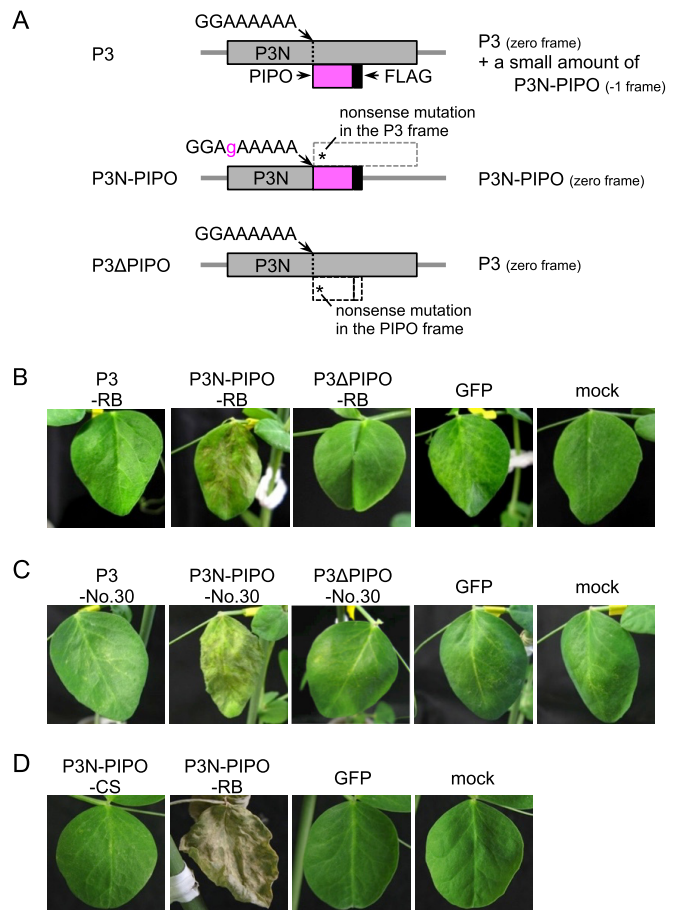 A
GGAAAAAA
P3
P3N
PIPO
FLAG
P3 (zero frame)
+ a small amount of
P3N-PIPO (-1 frame)
nonsense mutation
in the P3 frame
GGAgAAAAA
*
P3N-PIPO
P3N
P3N-PIPO (zero frame)
GGAAAAAA
P3ΔPIPO
P3N
P3 (zero frame)
*
nonsense mutation
in the PIPO frame
B
P3
-RB
P3N-PIPO
-RB
P3ΔPIPO
-RB
GFP
mock
C
P3
-No.30
P3N-PIPO
-No.30
P3ΔPIPO
-No.30
GFP
mock
D
P3N-PIPO
-CS
P3N-PIPO
-RB
GFP
mock